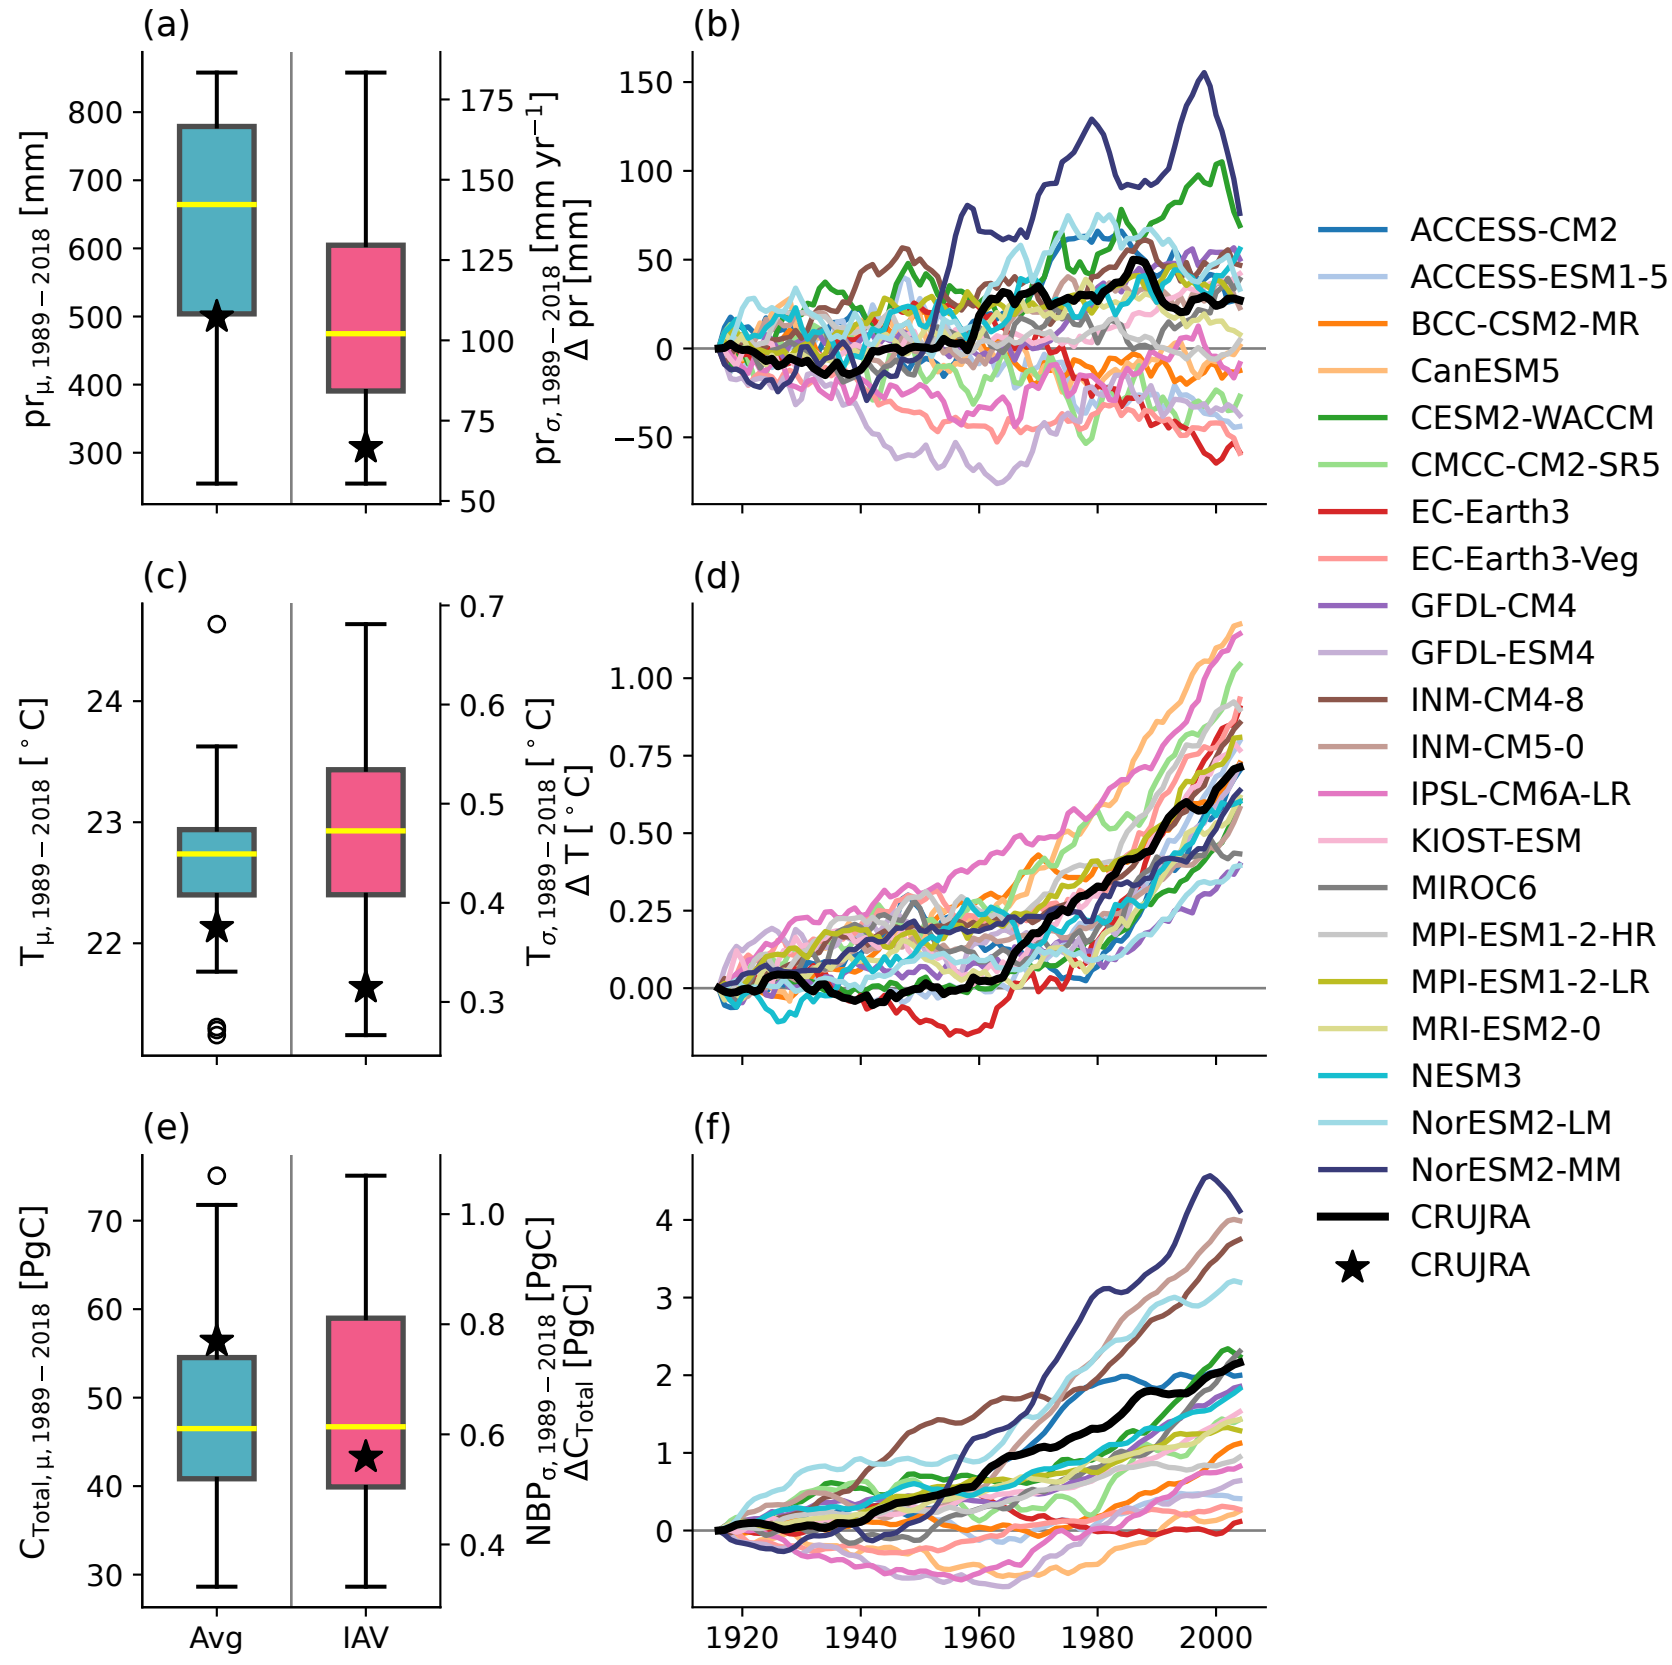 (a)
800
700
600
500
400
300
pr_μ, 1989−2018 [mm]
175
150
125
100
75
50
pr_σ, 1989−2018 [mm yr⁻¹]
(b)
150
100
50
0
−50
Δ pr [mm]
(c)
24
23
22
T_μ, 1989−2018 [°C]
0.7
0.6
0.5
0.4
0.3
T_σ, 1989−2018 [°C]
(d)
1.00
0.75
0.50
0.25
0.00
Δ T [°C]
(e)
70
60
50
40
30
C_Total, μ, 1989−2018 [PgC]
Avg
IAV
1.0
0.8
0.6
0.4
NBP_σ, 1989−2018 [PgC]
(f)
4
3
2
1
0
ΔC_Total [PgC]
1920
1940
1960
1980
2000
ACCESS-CM2
ACCESS-ESM1-5
BCC-CSM2-MR
CanESM5
CESM2-WACCM
CMCC-CM2-SR5
EC-Earth3
EC-Earth3-Veg
GFDL-CM4
GFDL-ESM4
INM-CM4-8
INM-CM5-0
IPSL-CM6A-LR
KIOST-ESM
MIROC6
MPI-ESM1-2-HR
MPI-ESM1-2-LR
MRI-ESM2-0
NESM3
NorESM2-LM
NorESM2-MM
CRUJRA
CRUJRA